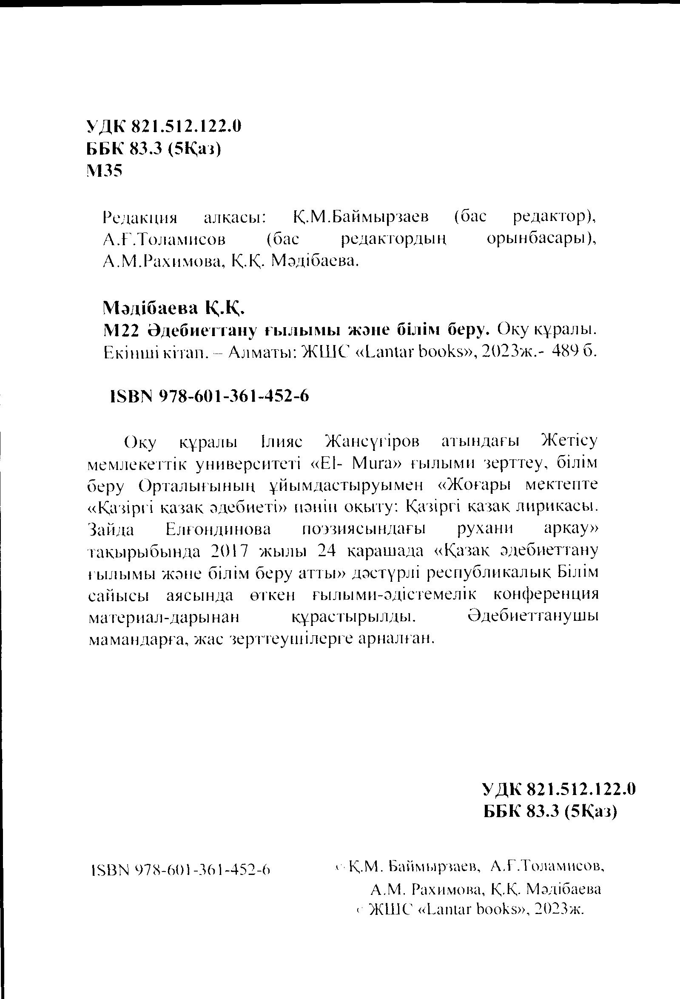 УДК 821.512.122.0
ББК 83.3 (5Қаз)
М35
Редакция алқасы: Қ.М.Баймырзаев (бас редактор),
А.Ғ.Толамисов (бас редактордың орынбасары),
А.М.Рахимова, Қ.Қ. Мәдібаева.
Мәдібаева Қ.Қ.
М22 Әдебиеттану ғылымы және білім беру. Оқу құралы.
Екінші кітап. – Алматы: ЖШС «Lantar books», 2023ж.- 489 б.
ISBN 978-601-361-452-6
Оқу құралы Ілияс Жансүгіров атындағы Жетісу
мемлекеттік университеті «El- Mura» ғылыми зерттеу, білім
беру Орталығының ұйымдастыруымен «Жоғары мектепте
«Қазіргі қазақ әдебиеті» пәнін оқыту: Қазіргі қазақ лирикасы.
Зайда Елғондинова поэзиясындағы рухани арқау»
тақырыбында 2017 жылы 24 қарашада «Қазақ әдебиеттану
ғылымы және білім беру атты» дәстүрлі республикалық Білім
сайысы аясында өткен ғылыми-әдістемелік конференция
материал-дарынан құрастырылды. Әдебиеттанушы
мамандарға, жас зерттеушілерге арналған.
УДК 821.512.122.0
ББК 83.3 (5Қаз)
ISBN 978-601-361-452-6
© Қ.М. Баймырзаев, А.Ғ.Толамисов,
А.М. Рахимова, Қ.Қ. Мәдібаева
© ЖШС «Lantar books», 2023ж.